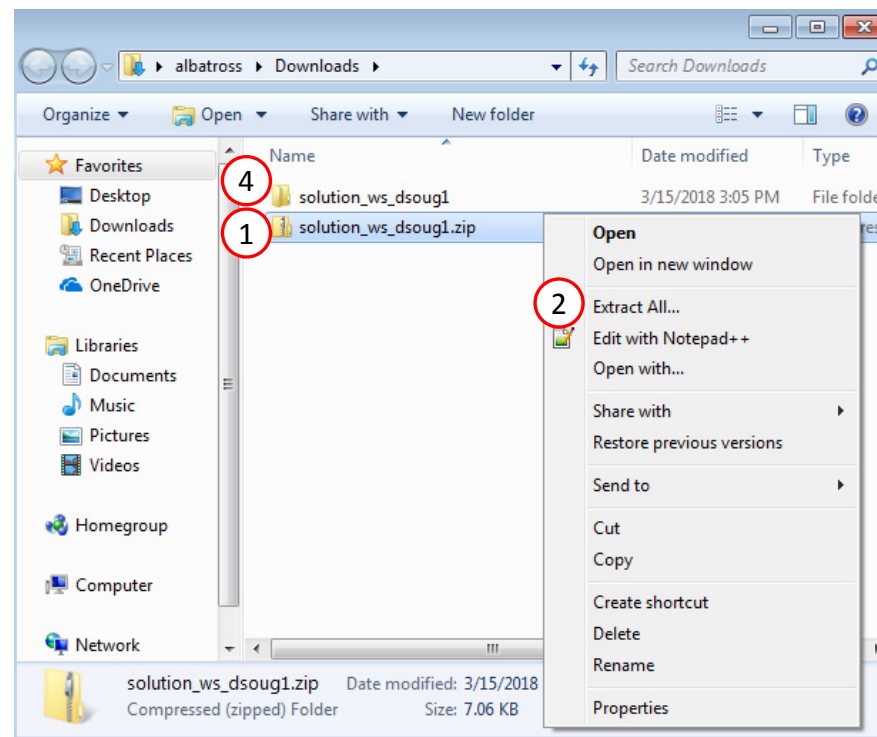 albatross Downloads Search Downloads
Organize Open Share with New folder
Favorites
Desktop
Downloads
Recent Places
OneDrive
Libraries
Documents
Music
Pictures
Videos
Homegroup
Computer
Network
Name Date modified Type
4 solution_ws_dsoug1 3/15/2018 3:05 PM File folde
1 solution_ws_dsoug1.zip res
Open
Open in new window
2 Extract All...
Edit with Notepad++
Open with...
Share with
Restore previous versions
Send to
Cut
Copy
Create shortcut
Delete
Rename
Properties
solution_ws_dsoug1.zip Date modified: 3/15/2018
Compressed (zipped) Folder Size: 7.06 KB